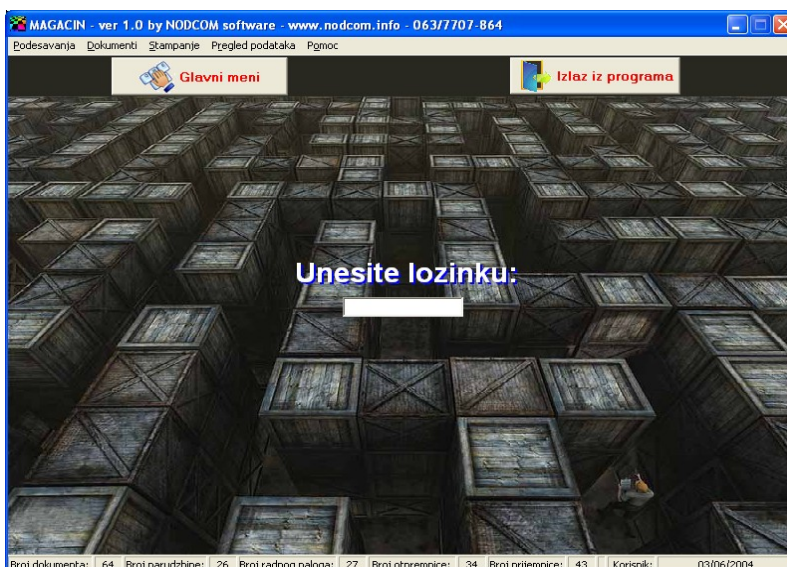 MAGACIN - ver 1.0 by NODCOM software - www.nodcom.info - 063/7707-864
Podesavanja Dokumenti Stampanje Pregled podataka Pomoc
Glavni meni Izlaz iz programa
Unesite lozinku:
Broj dokumenta: 64 Broj narudzbine: 26 Broj radnog naloga: 27 Broj otpremnice: 34 Broj prijemnice: 43 Korisnik: 03/06/2004